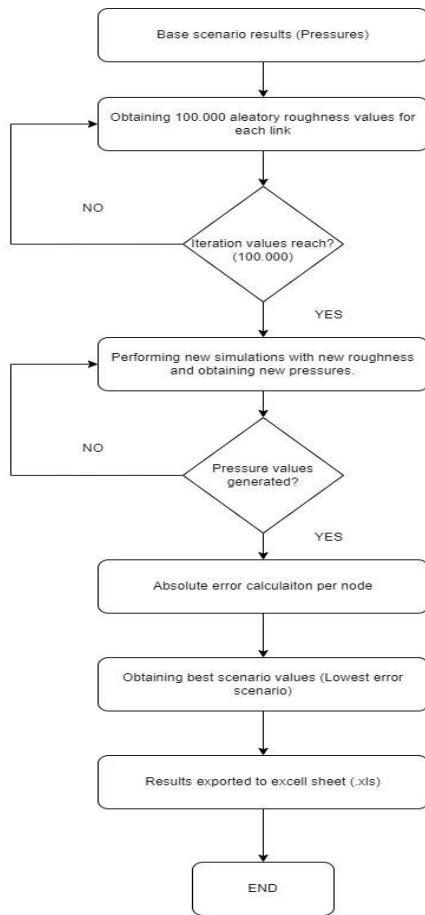 Base scenario results (Pressures)
Obtaining 100.000 aleatory roughness values for
each link
NO
Iteration values reach?
(100.000)
YES
Performing new simulations with new roughness
and obtaining new pressures.
NO
Pressure values
generated?
YES
Absolute error calculaiton per node
Obtaining best scenario values (Lowest error
scenario)
Results exported to excell sheet (.xls)
END